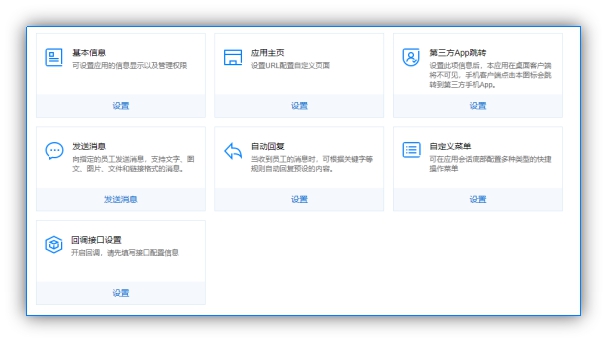 基本信息
可设置应用的信息显示以及管理权限
设置
应用主页
设置URL配置自定义页面
设置
第三方App跳转
设置此项信息后，本应用在桌面客户端
将不可见，手机客户端点击本图标会跳
转到第三方手机App。
设置
发送消息
向指定的员工发送消息，支持文字、图
文、图片、文件和链接格式的消息。
发送消息
自动回复
当收到员工的消息时，可根据关键字等
规则自动回复预设的内容。
设置
自定义菜单
可在应用会话底部配置多种类型的快捷
操作菜单
设置
回调接口设置
开启回调，请先填写接口配置信息
设置